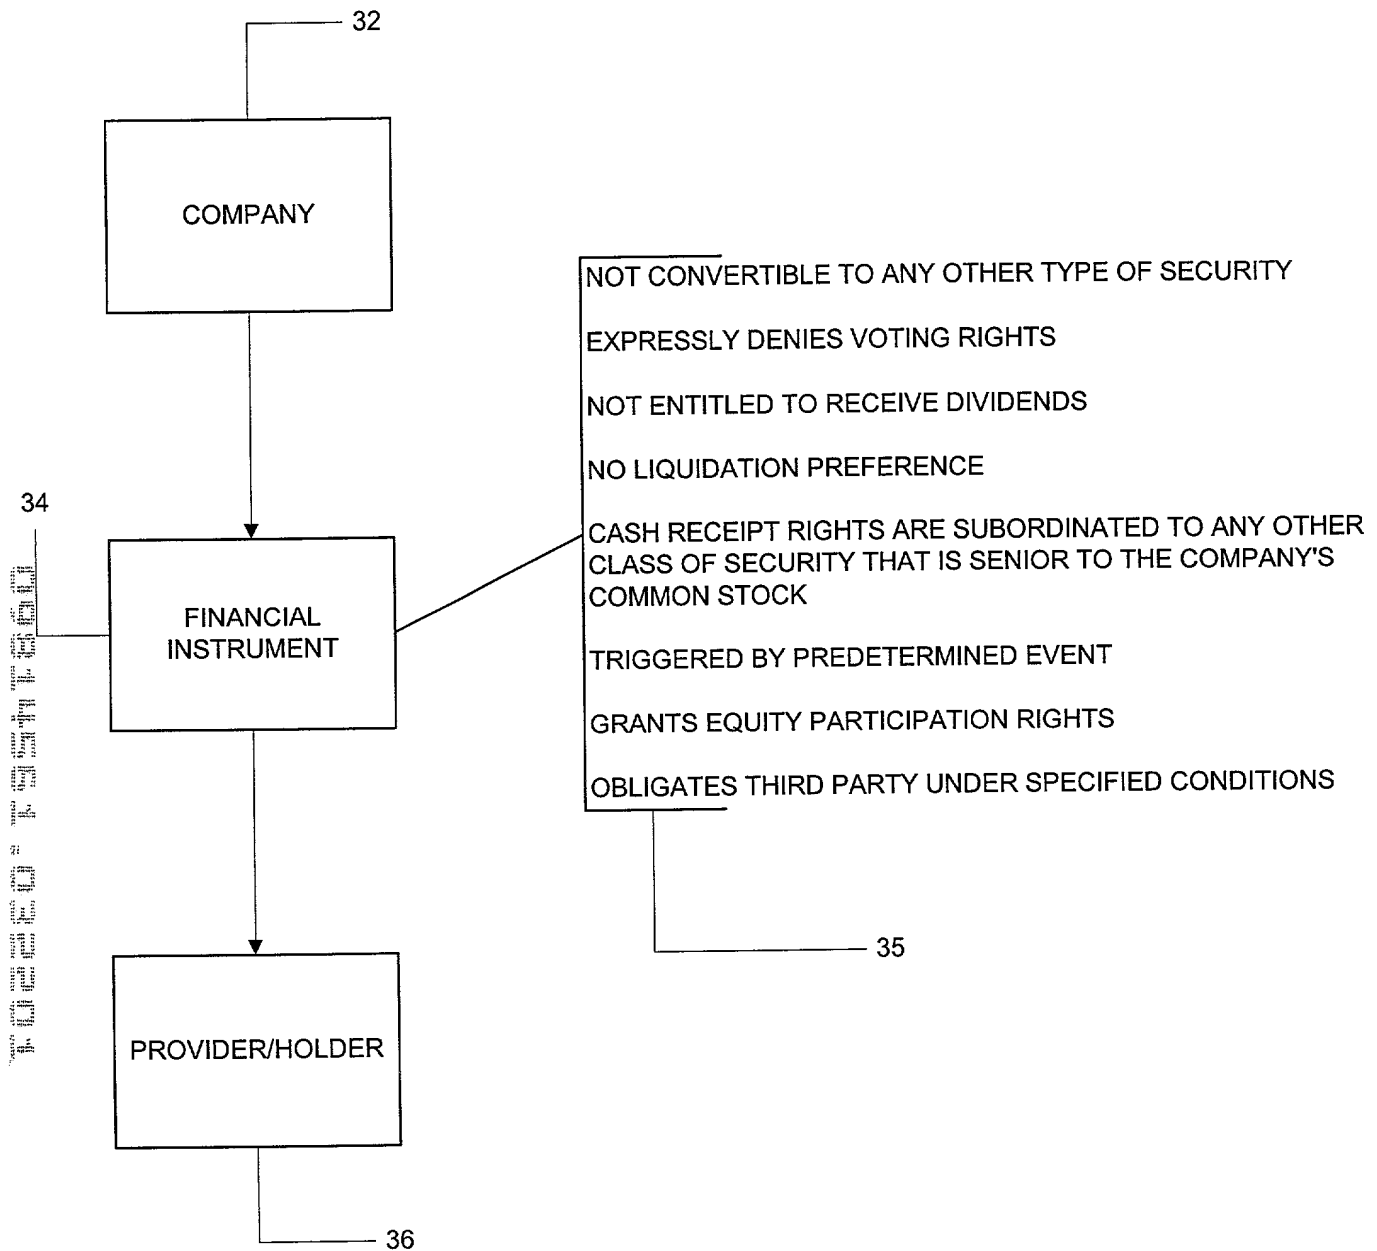 32
COMPANY
NOT CONVERTIBLE TO ANY OTHER TYPE OF SECURITY
EXPRESSLY DENIES VOTING RIGHTS
NOT ENTITLED TO RECEIVE DIVIDENDS
NO LIQUIDATION PREFERENCE
34
CASH RECEIPT RIGHTS ARE SUBORDINATED TO ANY OTHER
CLASS OF SECURITY THAT IS SENIOR TO THE COMPANY'S
COMMON STOCK
FINANCIAL
INSTRUMENT
TRIGGERED BY PREDETERMINED EVENT
GRANTS EQUITY PARTICIPATION RIGHTS
OBLIGATES THIRD PARTY UNDER SPECIFIED CONDITIONS
35
PROVIDER/HOLDER
36